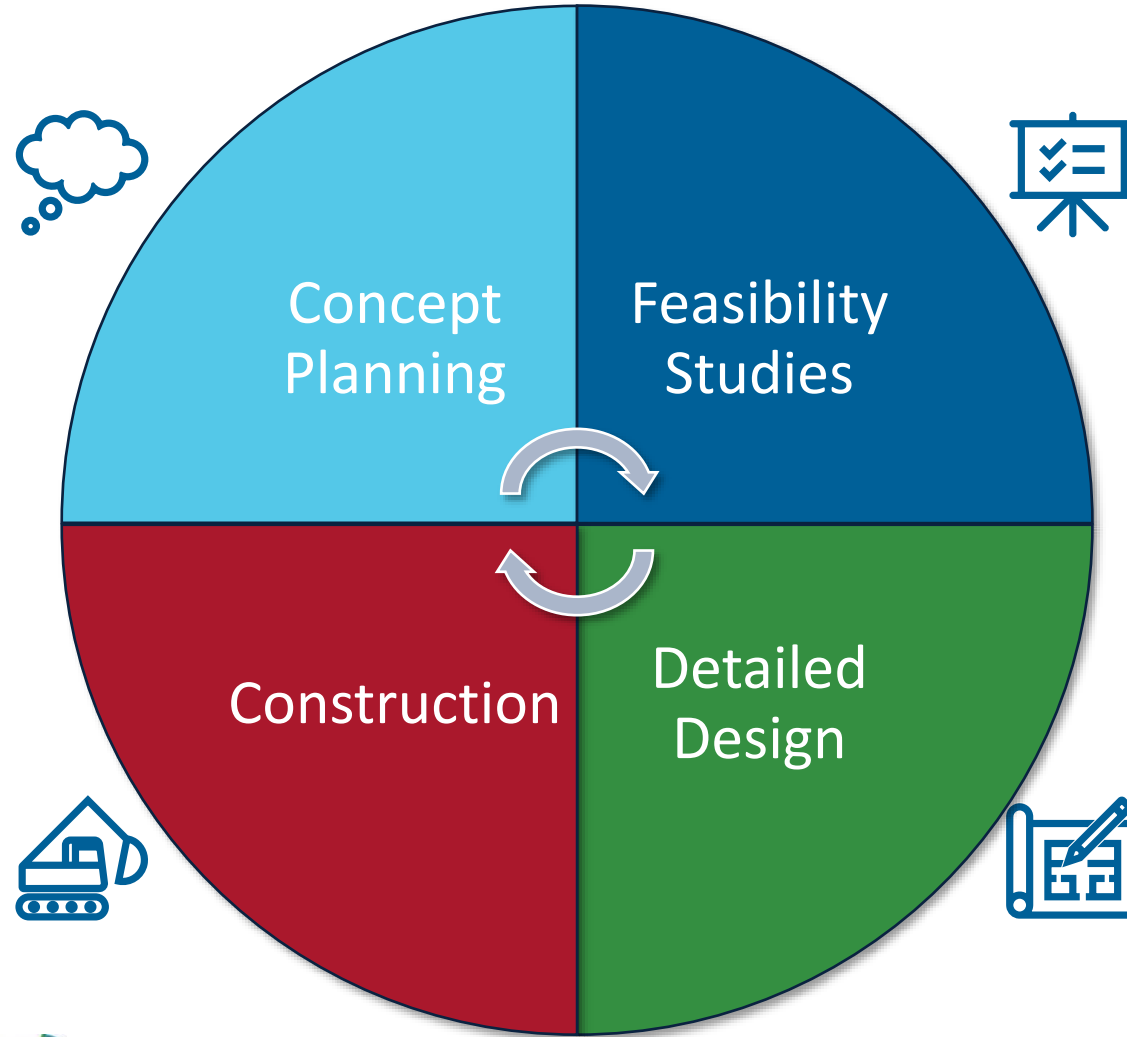 Concept
Planning
Feasibility
Studies
Construction
Detailed
Design